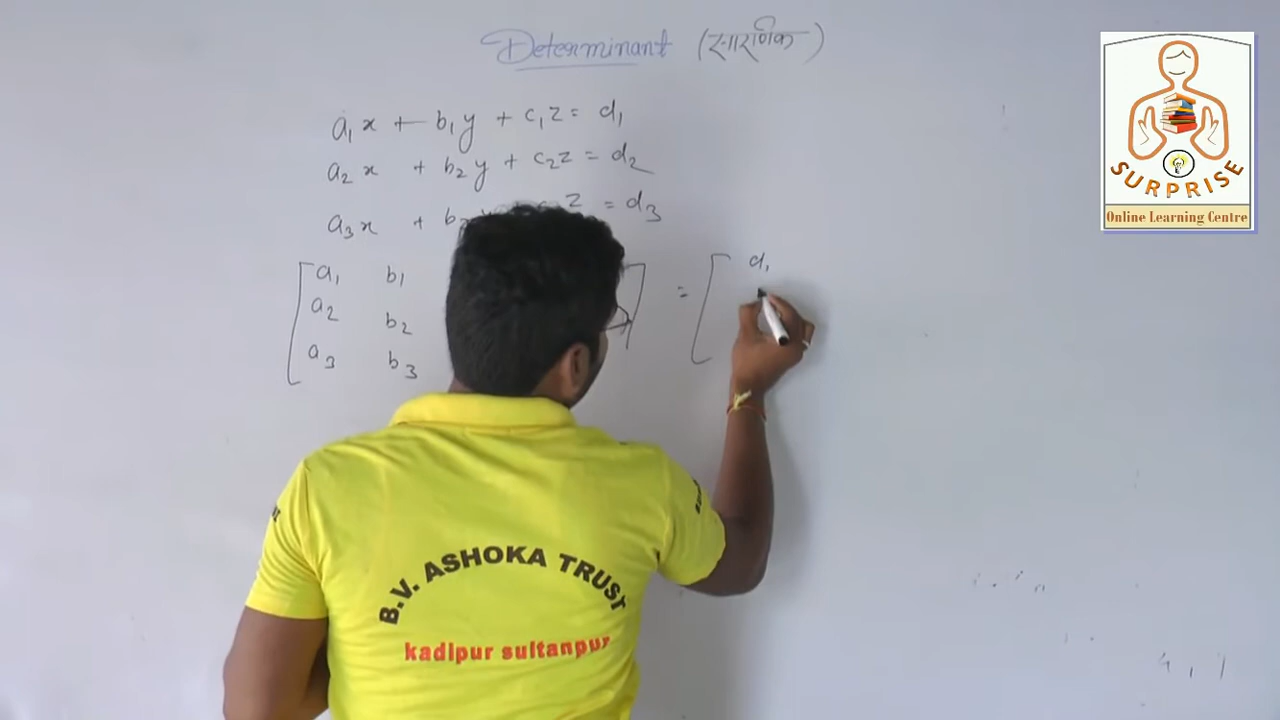 Determinant (सारणिक)
a₁x + b₁y + c₁z = d₁
a₂x + b₂y + c₂z = d₂
a₃x + z = d₃
a₁ b₁ = d₁
a₂ b₂
a₃ b₃
SURPRISE
Online Learning Centre
B.V. ASHOKA TRUST
kadipur sultanpur